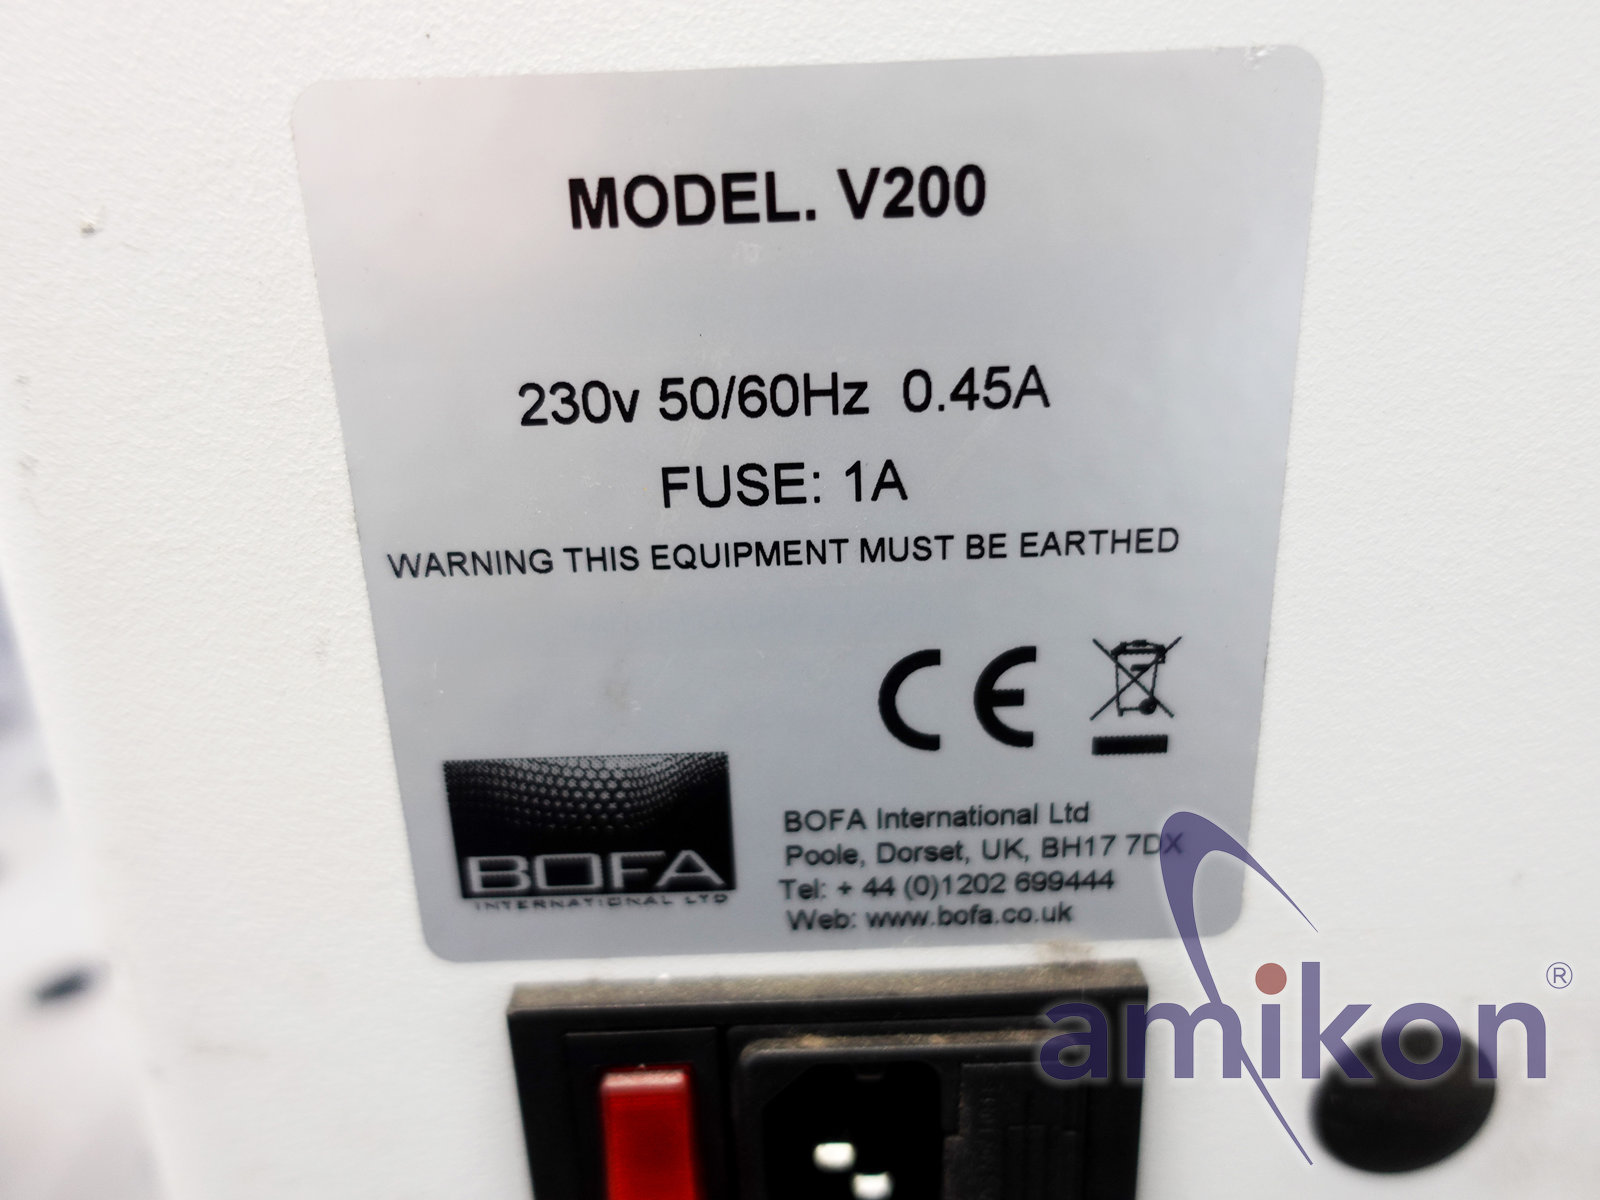 MODEL. V200
230v 50/60Hz 0.45A
FUSE: 1A
WARNING THIS EQUIPMENT MUST BE EARTHED
CE
BOFA
INTERNATIONAL LTD
BOFA International Ltd
Poole, Dorset, UK, BH17 7DX
Tel: + 44 (0)1202 699444
Web: www.bofa.co.uk
amikon®